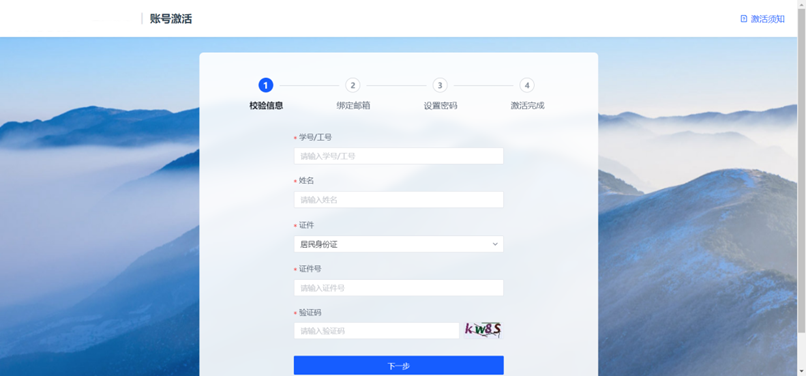 账号激活
激活须知
1
2
3
4
校验信息
绑定邮箱
设置密码
激活完成
* 学号/工号
请输入学号/工号
* 姓名
请输入姓名
* 证件
居民身份证
* 证件号
请输入证件号
* 验证码
请输入验证码
kw8S
下一步